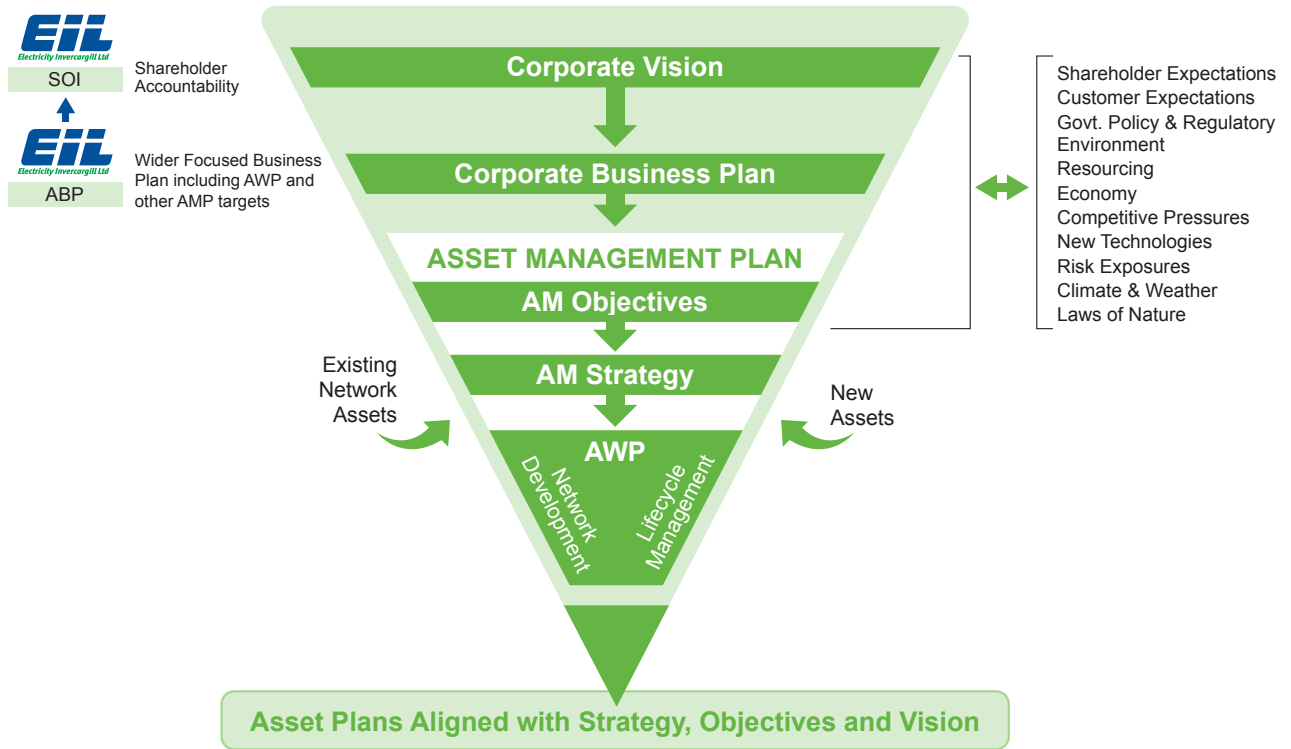 EIL
Electricity Invercargill Ltd
SOI
Shareholder
Accountability
EIL
Electricity Invercargill Ltd
ABP
Wider Focused Business
Plan including AWP and
other AMP targets
Corporate Vision
Corporate Business Plan
ASSET MANAGEMENT PLAN
AM Objectives
AM Strategy
AWP
Network
Development
Lifecycle
Management
Existing
Network
Assets
New
Assets
Shareholder Expectations
Customer Expectations
Govt. Policy & Regulatory
Environment
Resourcing
Economy
Competitive Pressures
New Technologies
Risk Exposures
Climate & Weather
Laws of Nature
Asset Plans Aligned with Strategy, Objectives and Vision